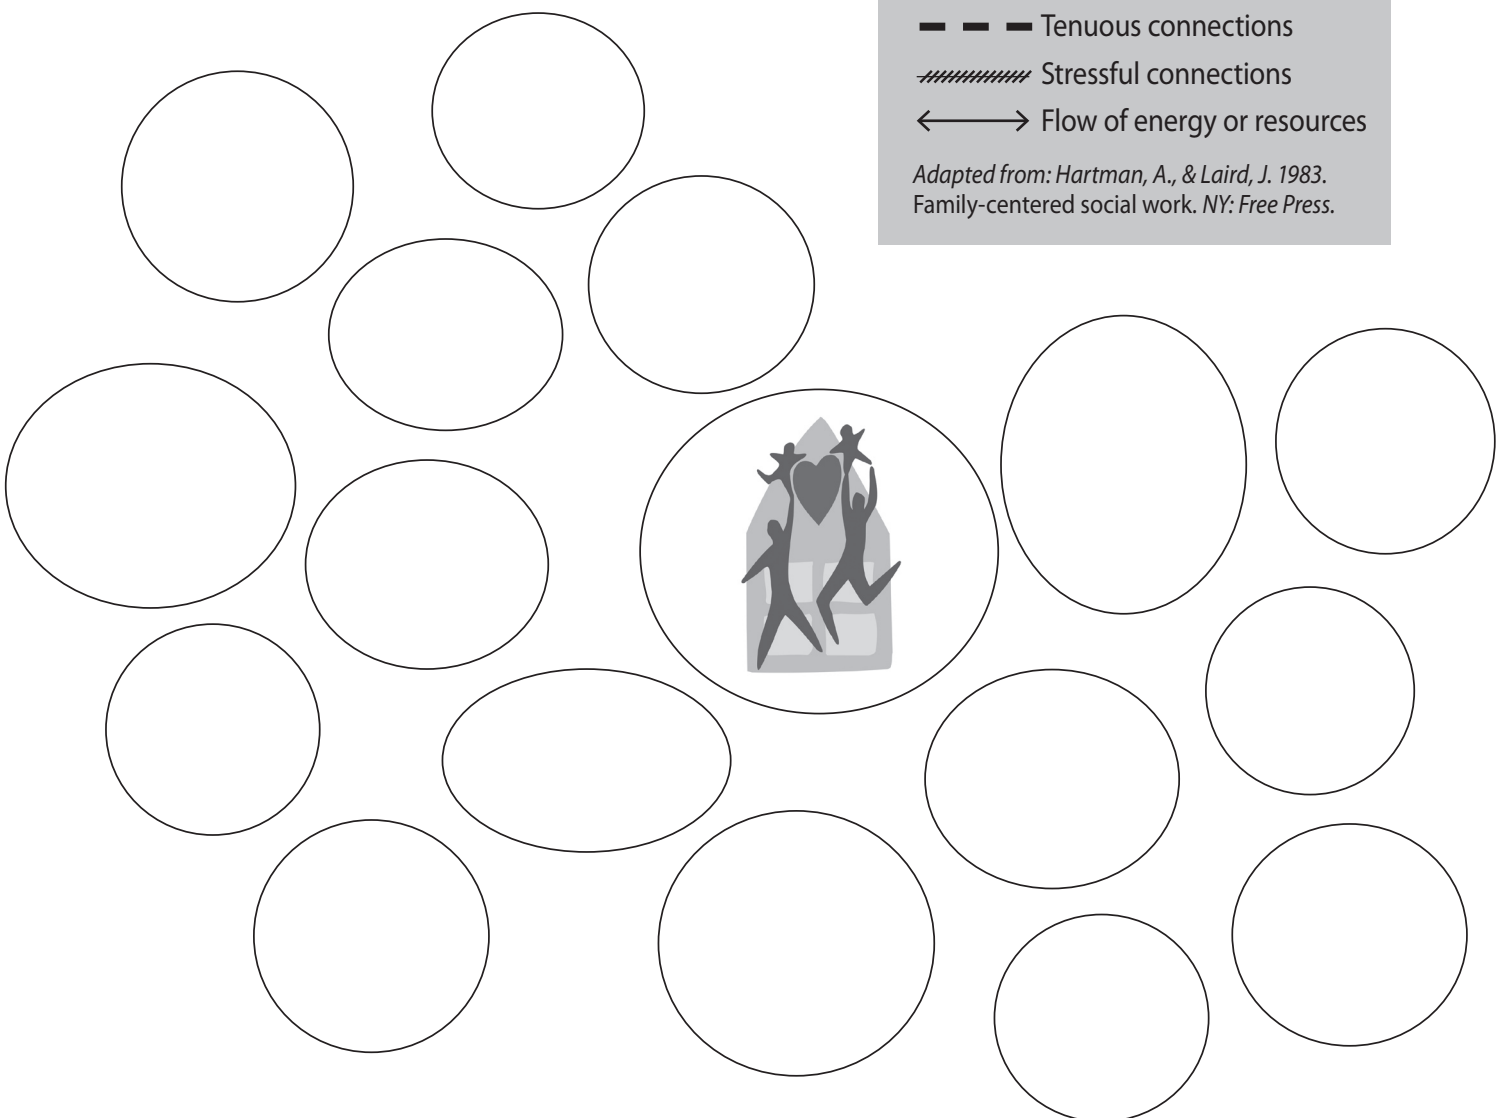 Tenuous connections
Stressful connections
Flow of energy or resources
Adapted from: Hartman, A., & Laird, J. 1983.
Family-centered social work. NY: Free Press.